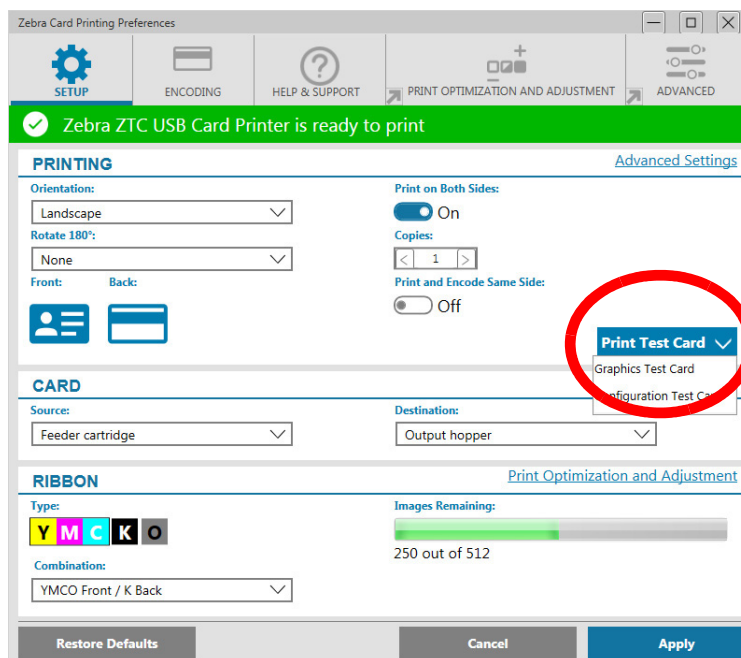 Zebra Card Printing Preferences
SETUP
ENCODING
HELP & SUPPORT
PRINT OPTIMIZATION AND ADJUSTMENT
ADVANCED
Zebra ZTC USB Card Printer is ready to print
PRINTING
Advanced Settings
Orientation:
Landscape
Rotate 180°:
None
Front: Back:
Print on Both Sides:
On
Copies:
1
Print and Encode Same Side:
Off
Print Test Card
Graphics Test Card
Configuration Test Card
CARD
Source:
Feeder cartridge
Destination:
Output hopper
RIBBON
Print Optimization and Adjustment
Type:
Y M C K O
Combination:
YMCO Front / K Back
Images Remaining:
250 out of 512
Restore Defaults
Cancel
Apply